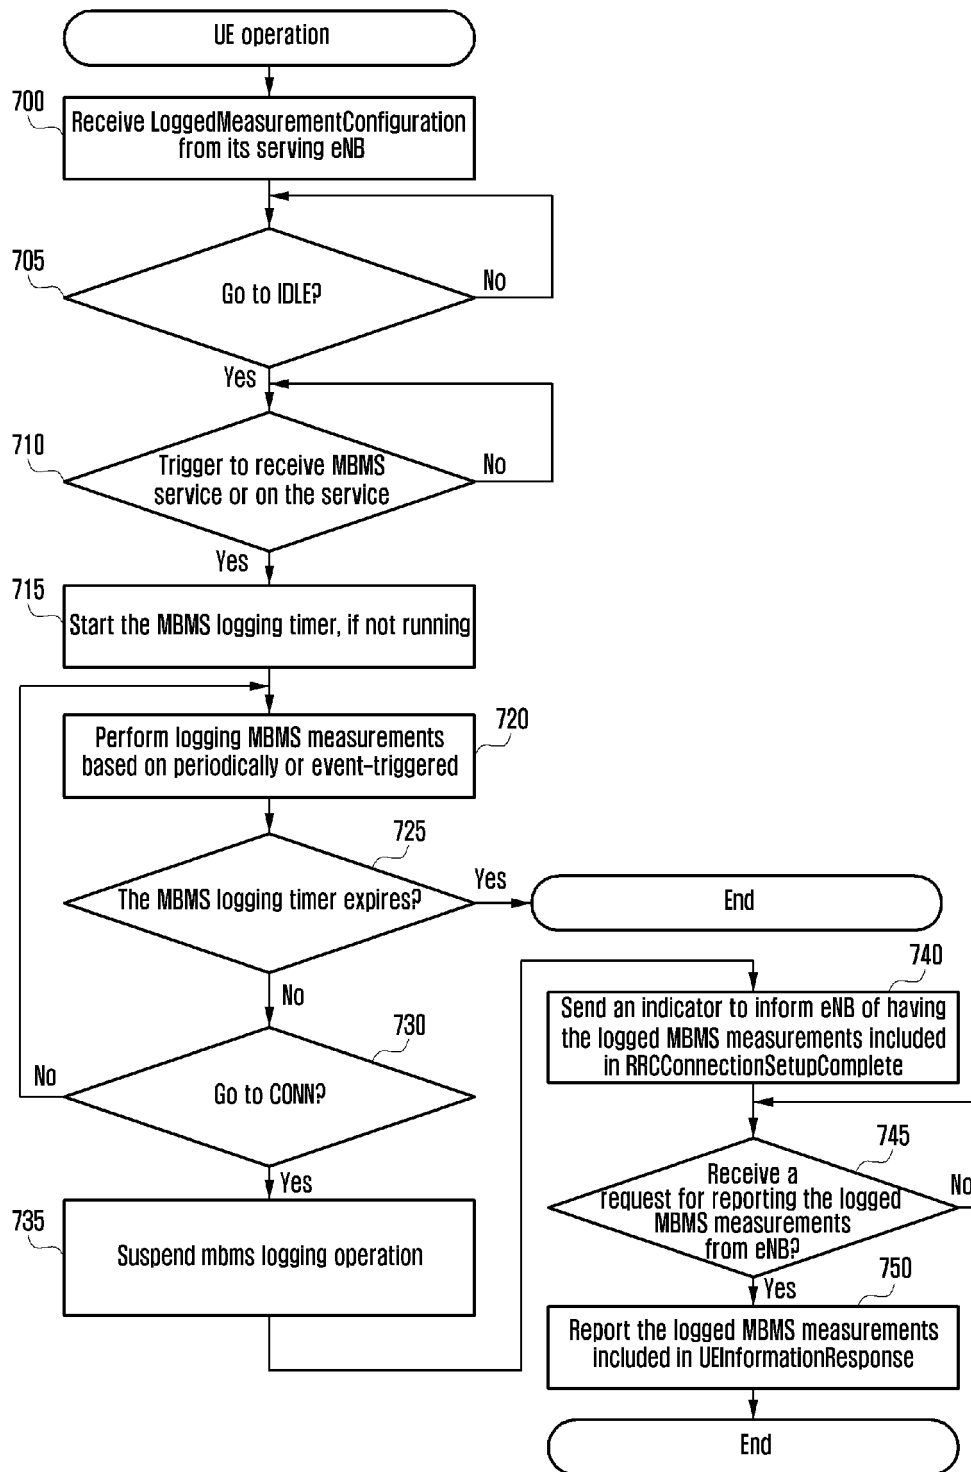 UE operation
700
Receive LoggedMeasurementConfiguration
from its serving eNB
705
Go to IDLE?
No
Yes
710
Trigger to receive MBMS
service or on the service
No
Yes
715
Start the MBMS logging timer, if not running
720
Perform logging MBMS measurements
based on periodically or event-triggered
725
The MBMS logging timer expires?
Yes
End
No
730
Go to CONN?
No
Yes
735
Suspend mbms logging operation
740
Send an indicator to inform eNB of having
the logged MBMS measurements included
in RRCConnectionSetupComplete
745
Receive a
request for reporting the logged
MBMS measurements
from eNB?
No
Yes
750
Report the logged MBMS measurements
included in UEInformationResponse
End